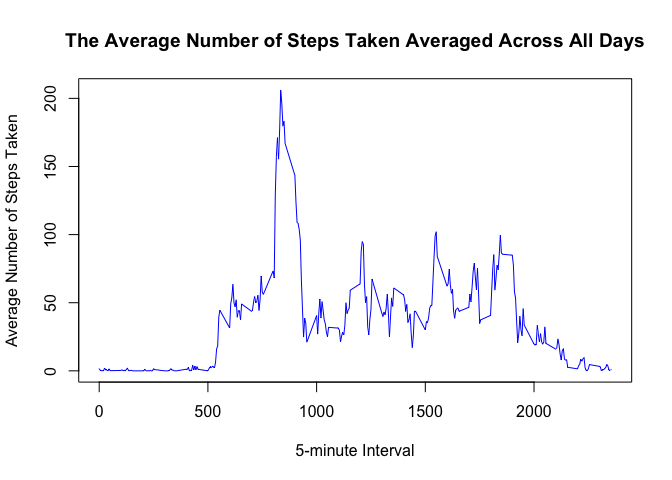 The Average Number of Steps Taken Averaged Across All Days
Average Number of Steps Taken
200
150
100
50
0
0 500 1000 1500 2000
5-minute Interval